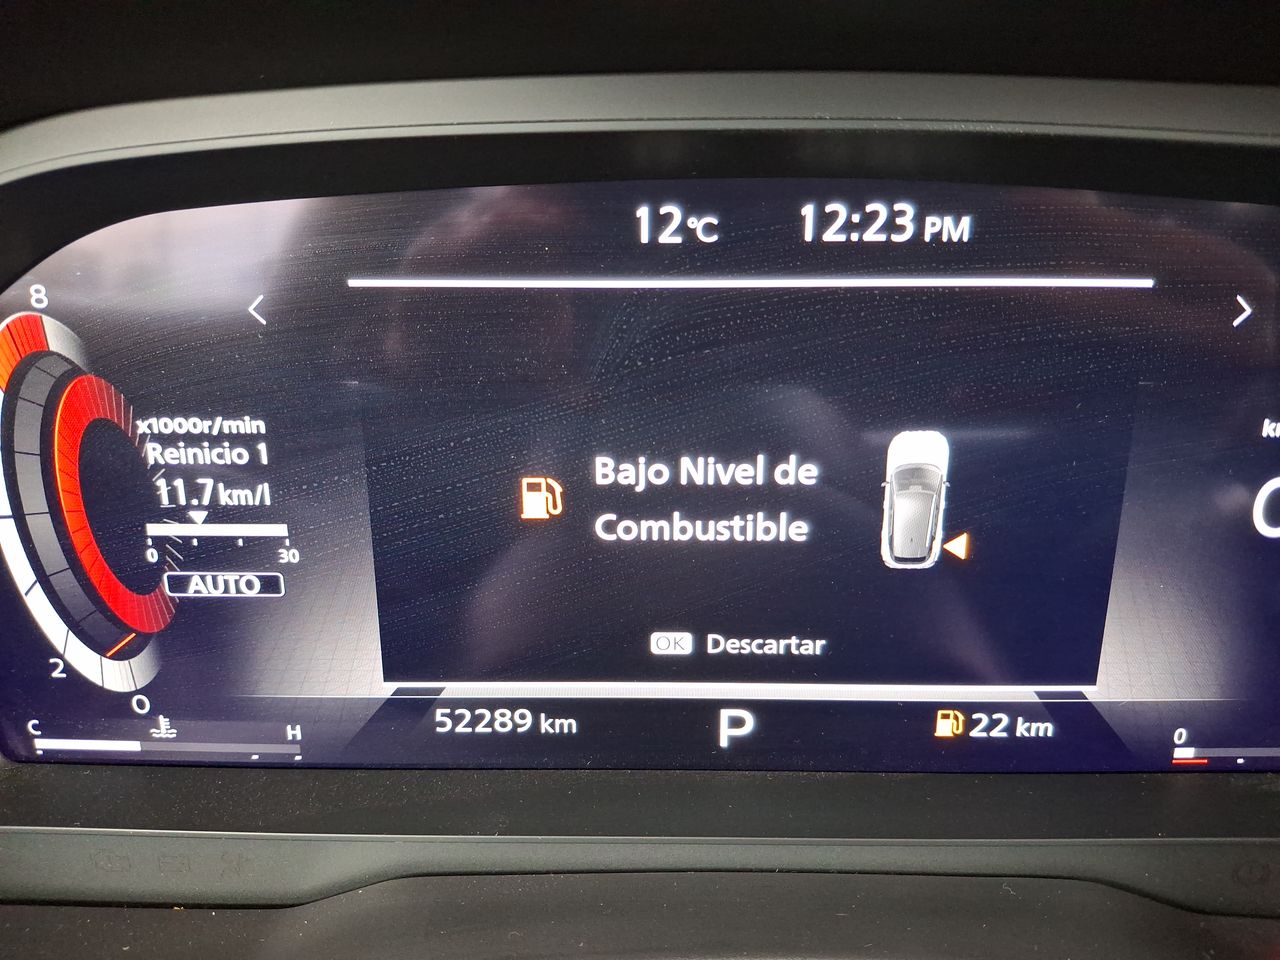 12°C 12:23 PM
8
x1000r/min
Reinicio 1
11.7 km/l
0 30
AUTO
2
0
C H
Bajo Nivel de
Combustible
OK Descartar
52289 km P 22 km
0